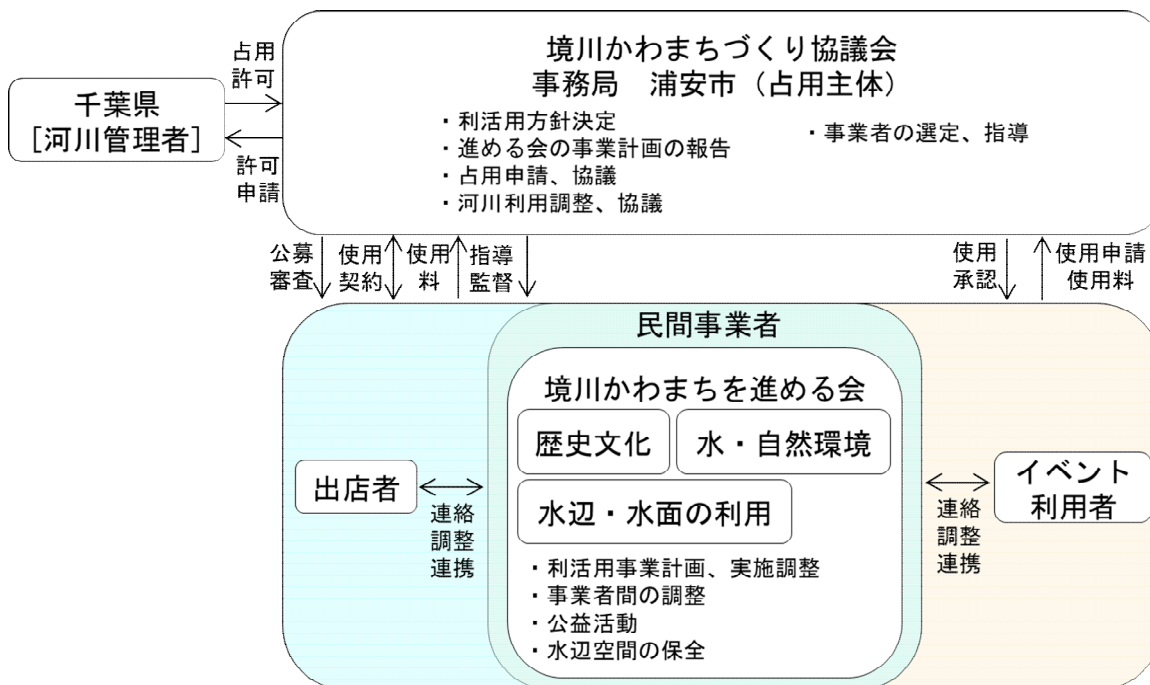 境川かわまちづくり協議会
事務局 浦安市（占用主体）
・利活用方針決定
・進める会の事業計画の報告
・占用申請、協議
・河川利用調整、協議
・事業者の選定、指導
占用
許可
千葉県
［河川管理者］
許可
申請
公募
審査
使用
契約
使用
料
指導
監督
使用
承認
使用申請
使用料
民間事業者
境川かわまちを進める会
歴史文化
水・自然環境
水辺・水面の利用
・利活用事業計画、実施調整
・事業者間の調整
・公益活動
・水辺空間の保全
出店者
連絡
調整
連携
連絡
調整
連携
イベント
利用者